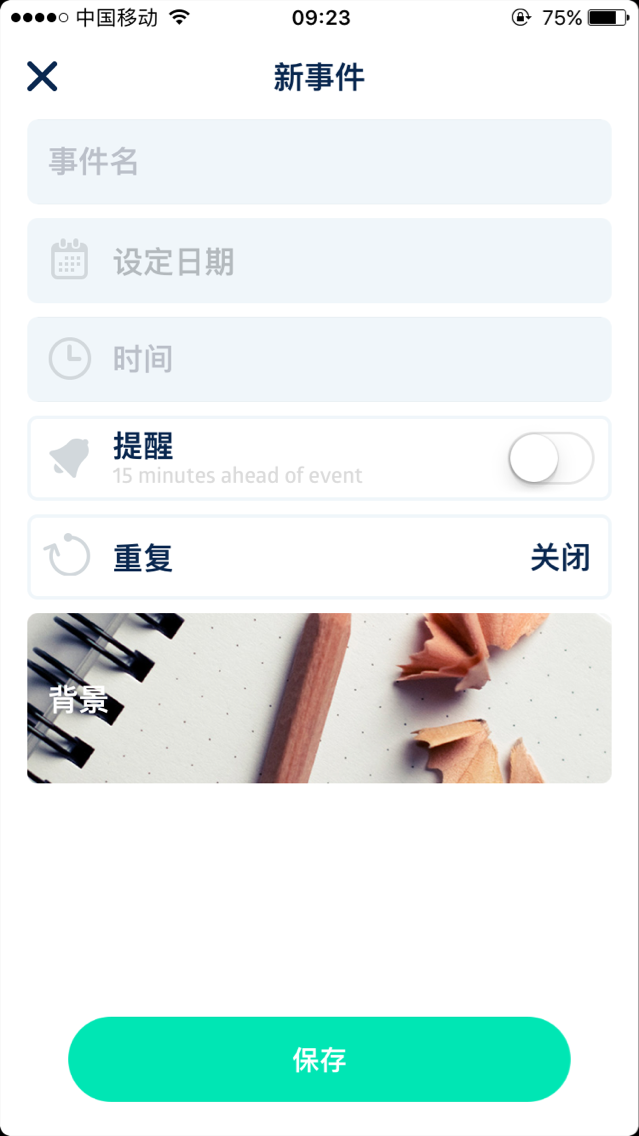 中国移动 09:23 75%
新事件
事件名
设定日期
时间
提醒
15 minutes ahead of event
重复 关闭
背景
保存